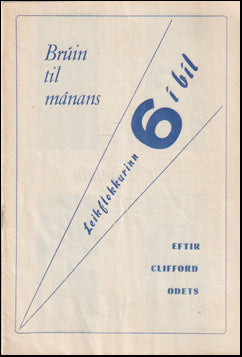 Brúin
til
mánans
Leikflokkurinn 6 í bíl
EFTIR
CLIFFORD
ODETS